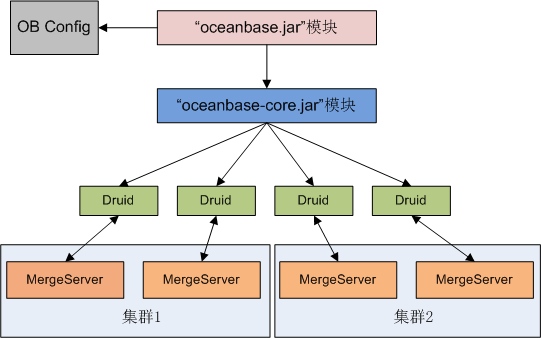 OB Config
“oceanbase.jar”模块
“oceanbase-core.jar”模块
Druid
Druid
Druid
Druid
MergeServer
MergeServer
MergeServer
MergeServer
集群1
集群2